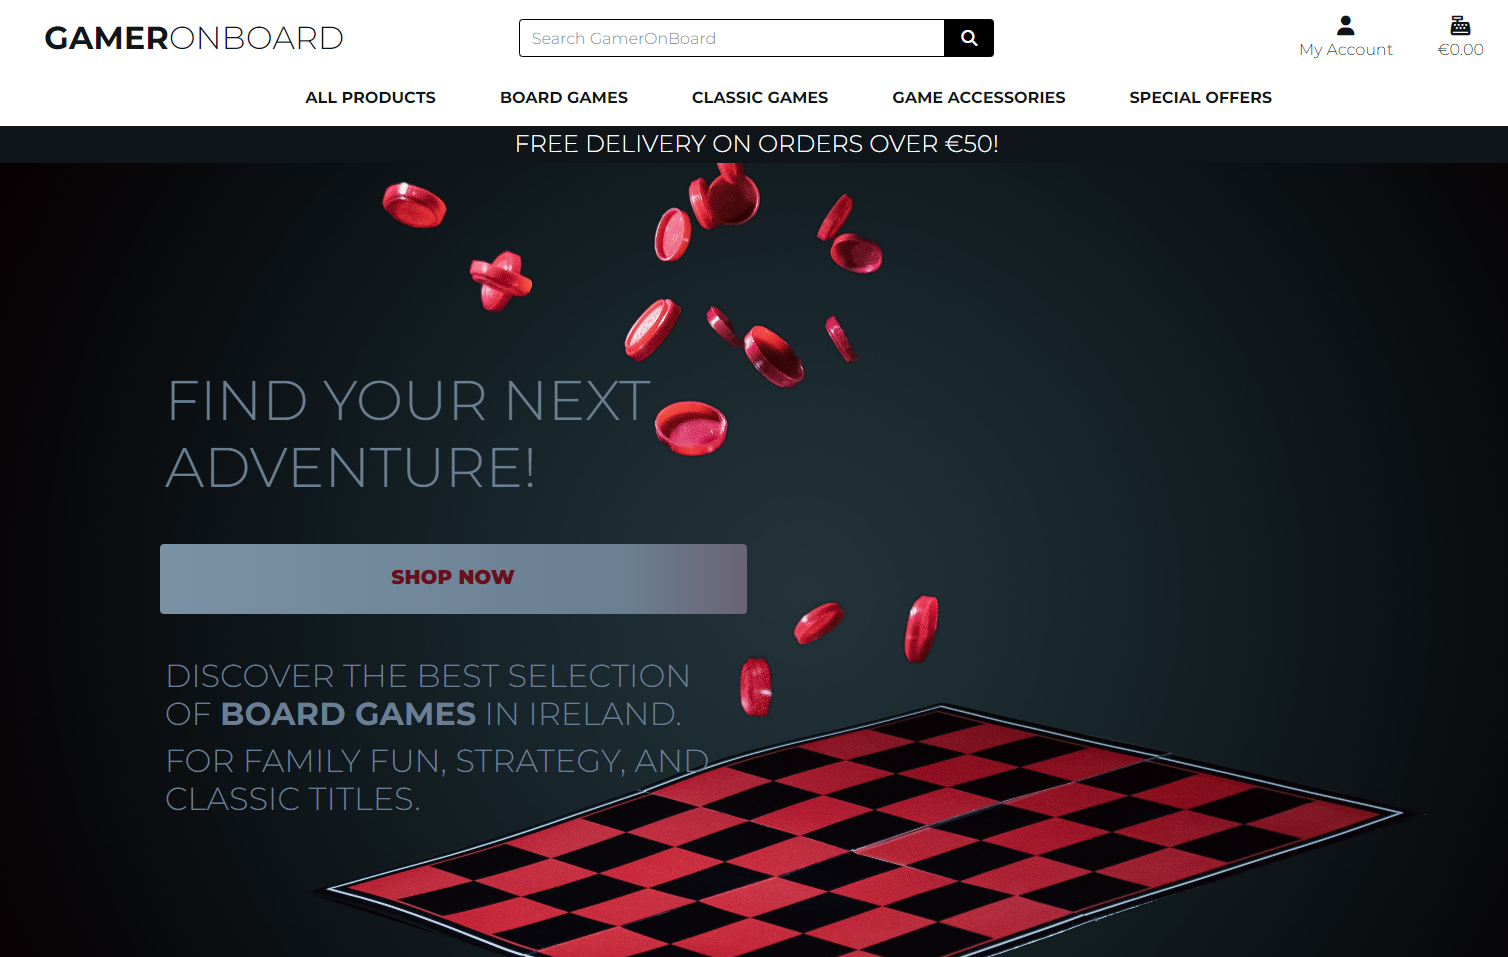 GAMERONBOARD
Search GamerOnBoard
My Account
€0.00
ALL PRODUCTS
BOARD GAMES
CLASSIC GAMES
GAME ACCESSORIES
SPECIAL OFFERS
FREE DELIVERY ON ORDERS OVER €50!
FIND YOUR NEXT
ADVENTURE!
SHOP NOW
DISCOVER THE BEST SELECTION
OF BOARD GAMES IN IRELAND.
FOR FAMILY FUN, STRATEGY, AND
CLASSIC TITLES.